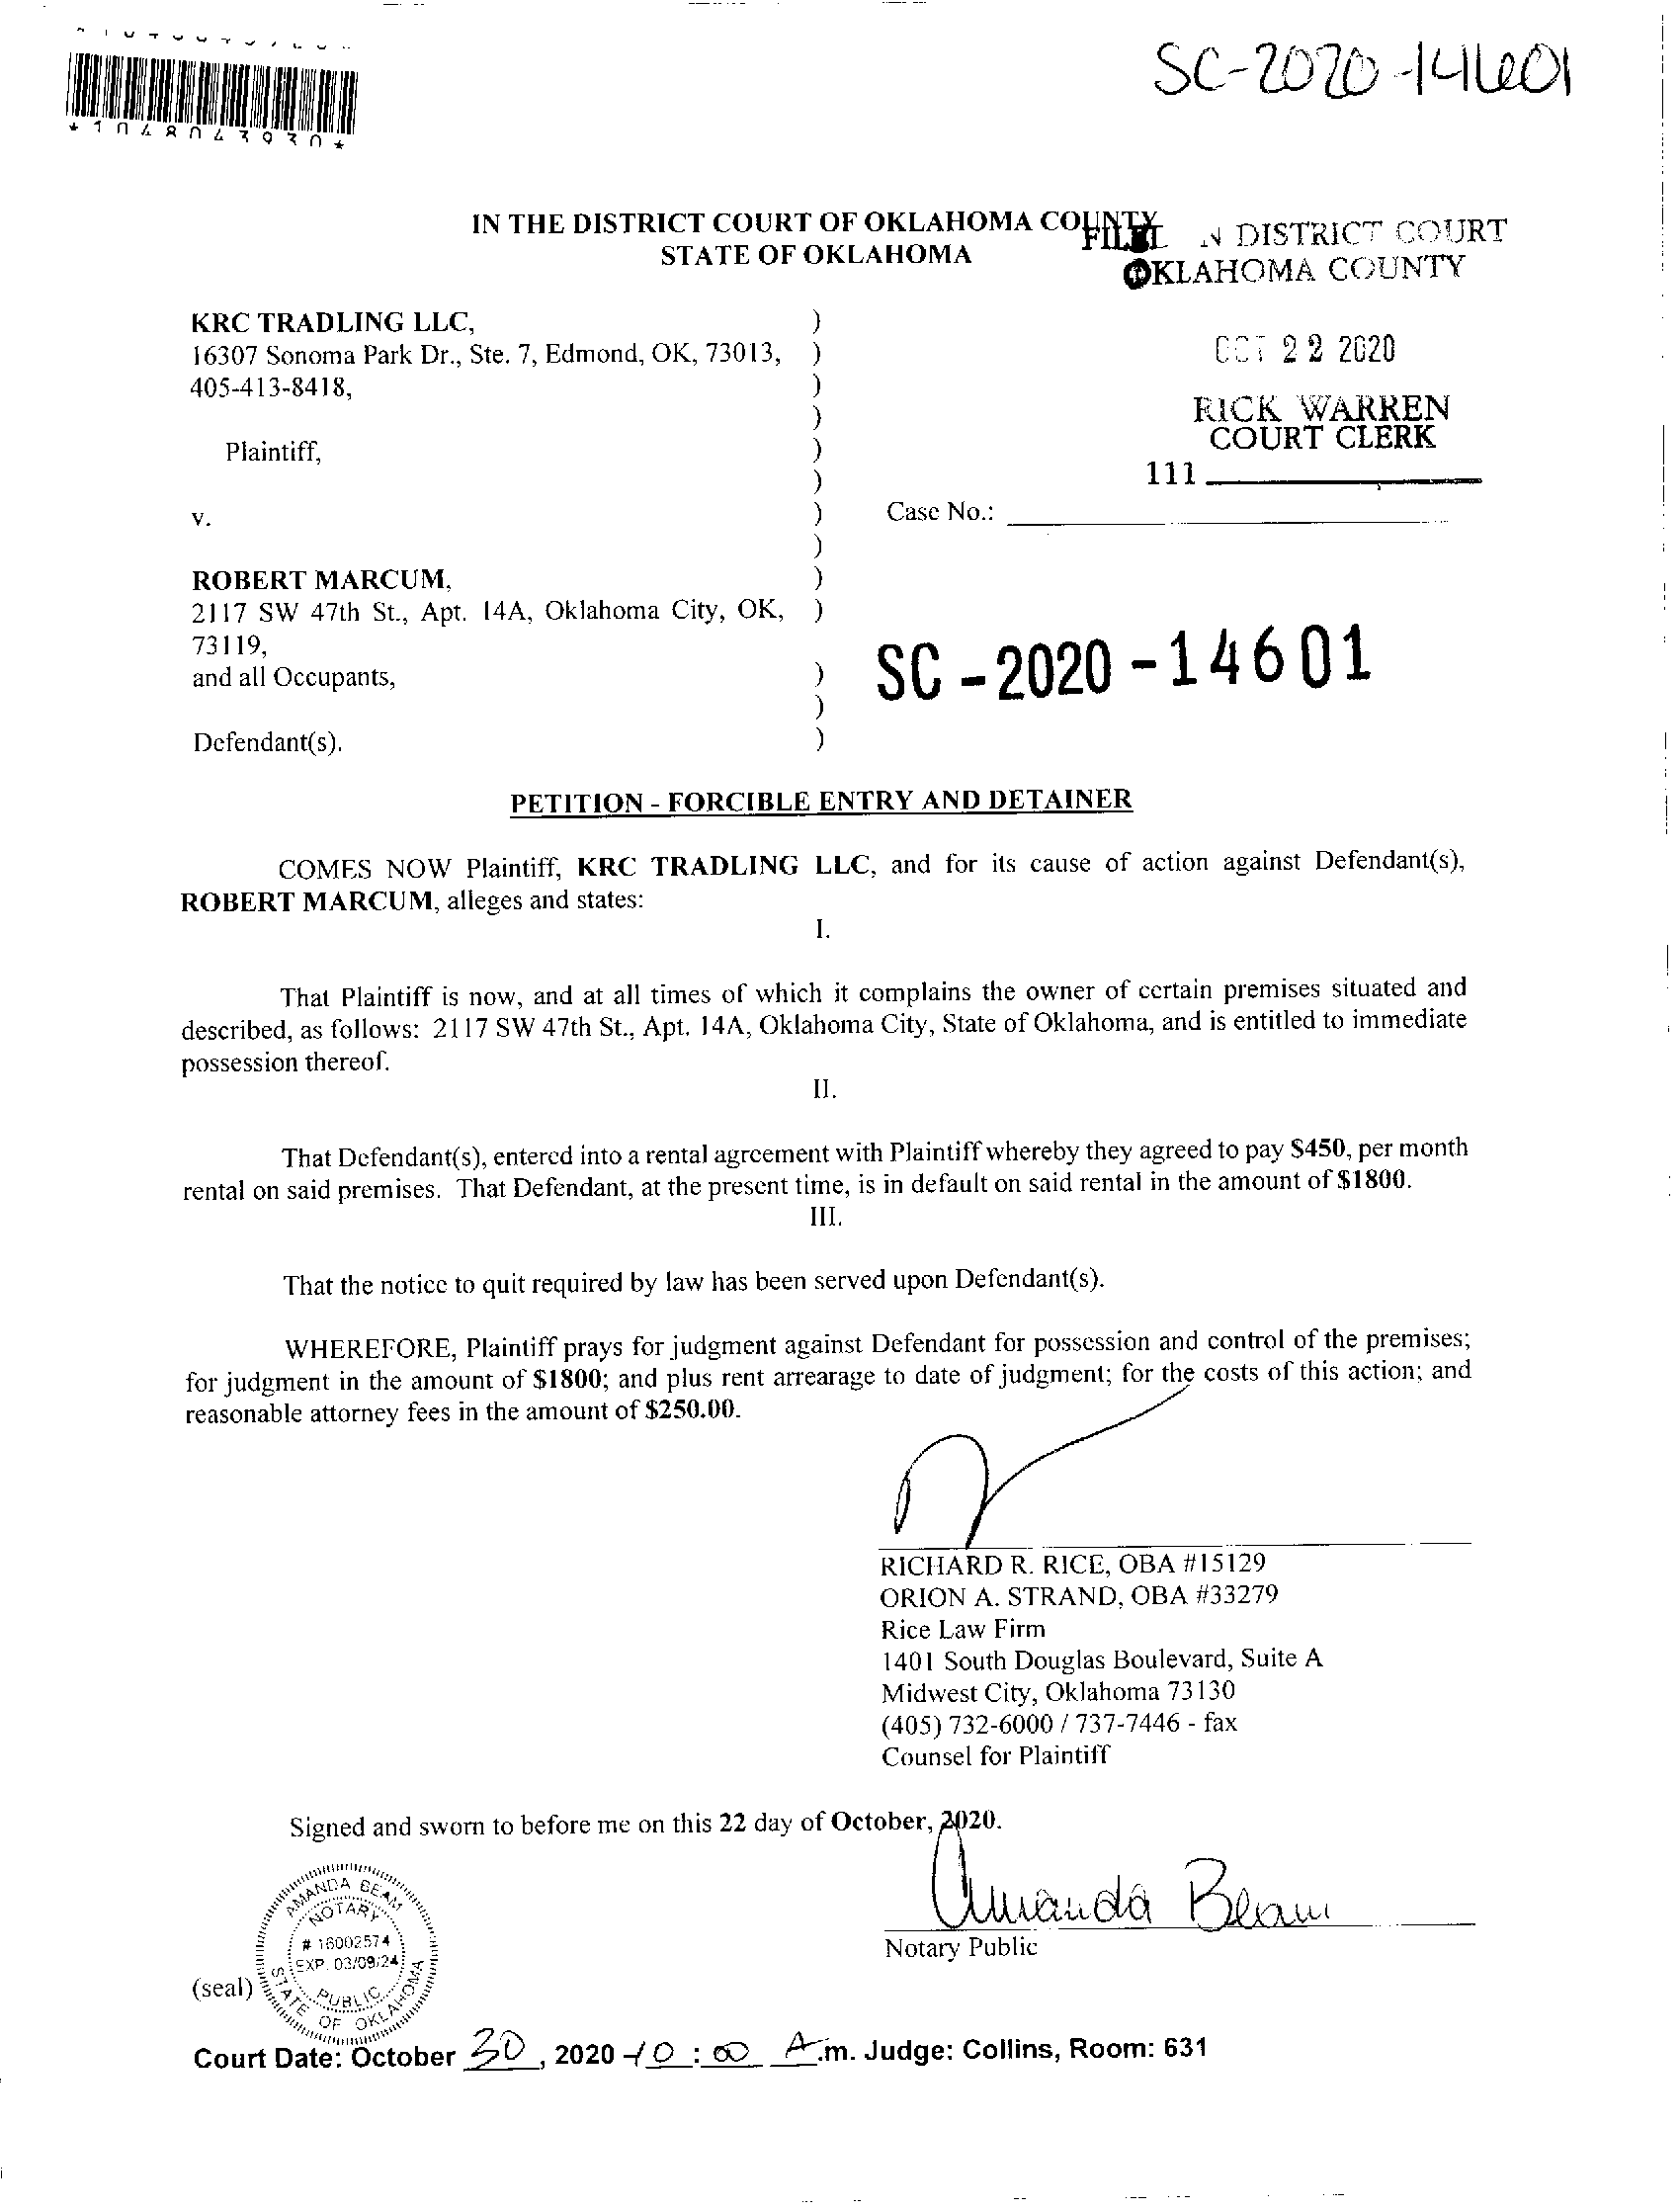 SC-2020-14601
*1048043930*
IN THE DISTRICT COURT OF OKLAHOMA COUNTY
STATE OF OKLAHOMA
DISTRICT COURT
OKLAHOMA COUNTY
KRC TRADLING LLC, )
16307 Sonoma Park Dr., Ste. 7, Edmond, OK, 73013, )
405-413-8418, )
)
OCT 22 2020
RICK WARREN
COURT CLERK
Plaintiff, )
)
111
v. )
Case No.:
)
ROBERT MARCUM, )
2117 SW 47th St., Apt. 14A, Oklahoma City, OK, )
73119,
and all Occupants, )
)
SC-2020-14601
Defendant(s). )
PETITION - FORCIBLE ENTRY AND DETAINER
COMES NOW Plaintiff, KRC TRADLING LLC, and for its cause of action against Defendant(s),
ROBERT MARCUM, alleges and states:
I.
That Plaintiff is now, and at all times of which it complains the owner of certain premises situated and
described, as follows: 2117 SW 47th St., Apt. 14A, Oklahoma City, State of Oklahoma, and is entitled to immediate
possession thereof.
II.
That Defendant(s), entered into a rental agreement with Plaintiff whereby they agreed to pay $450, per month
rental on said premises. That Defendant, at the present time, is in default on said rental in the amount of $1800.
III.
That the notice to quit required by law has been served upon Defendant(s).
WHEREFORE, Plaintiff prays for judgment against Defendant for possession and control of the premises;
for judgment in the amount of $1800; and plus rent arrearage to date of judgment; for the costs of this action; and
reasonable attorney fees in the amount of $250.00.
RICHARD R. RICE, OBA #15129
ORION A. STRAND, OBA #33279
Rice Law Firm
1401 South Douglas Boulevard, Suite A
Midwest City, Oklahoma 73130
(405) 732-6000 / 737-7446 - fax
Counsel for Plaintiff
Signed and sworn to before me on this 22 day of October, 2020.
Amanda Beam
Notary Public
AMANDA BEAM
NOTARY
# 16002574
EXP. 03/09/24
PUBLIC
STATE OF OKLAHOMA
(seal)
Court Date: October 30, 2020 - 10 : 00 A.m. Judge: Collins, Room: 631